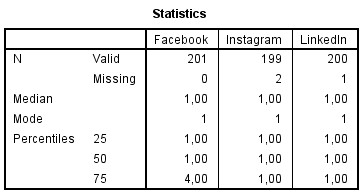 Statistics
Facebook Instagram LinkedIn
N Valid 201 199 200
Missing 0 2 1
Median 1,00 1,00 1,00
Mode 1 1 1
Percentiles 25 1,00 1,00 1,00
50 1,00 1,00 1,00
75 4,00 1,00 1,00